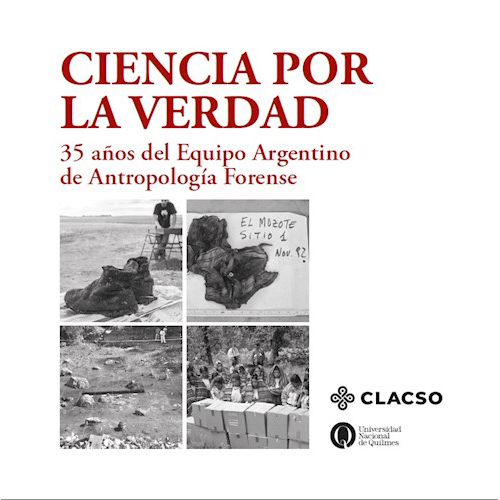 CIENCIA POR
LA VERDAD
35 años del Equipo Argentino
de Antropología Forense
EL MOZOTE
SITIO 1
NOV. 92
CLACSO
Universidad
Nacional
de Quilmes